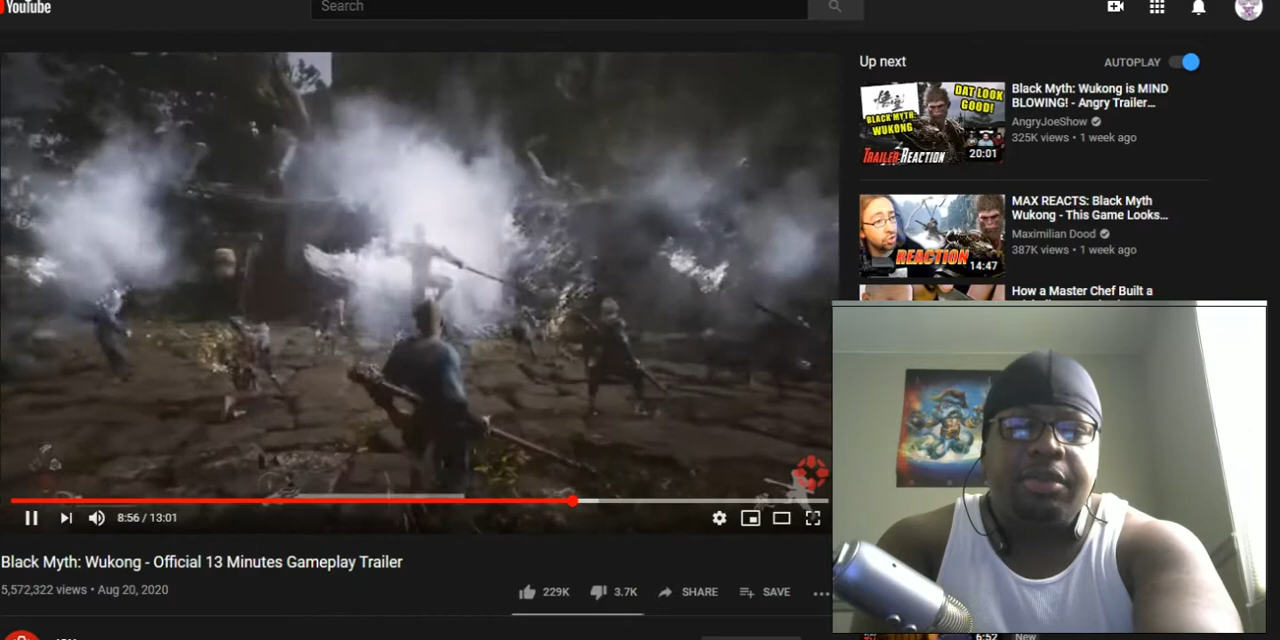 YouTube
Search
Up next
AUTOPLAY
BLACK MYTH
WUKONG
DAT LOOK
GOOD!
TRAILER REACTION
20:01
Black Myth: Wukong is MIND
BLOWING! - Angry Trailer...
AngryJoeShow
325K views • 1 week ago
REACTION
14:47
MAX REACTS: Black Myth
Wukong - This Game Looks...
Maximilian Dood
387K views • 1 week ago
How a Master Chef Built a
8:56 / 13:01
Black Myth: Wukong - Official 13 Minutes Gameplay Trailer
5,572,322 views • Aug 20, 2020
229K
3.7K
SHARE
SAVE
6:52
New